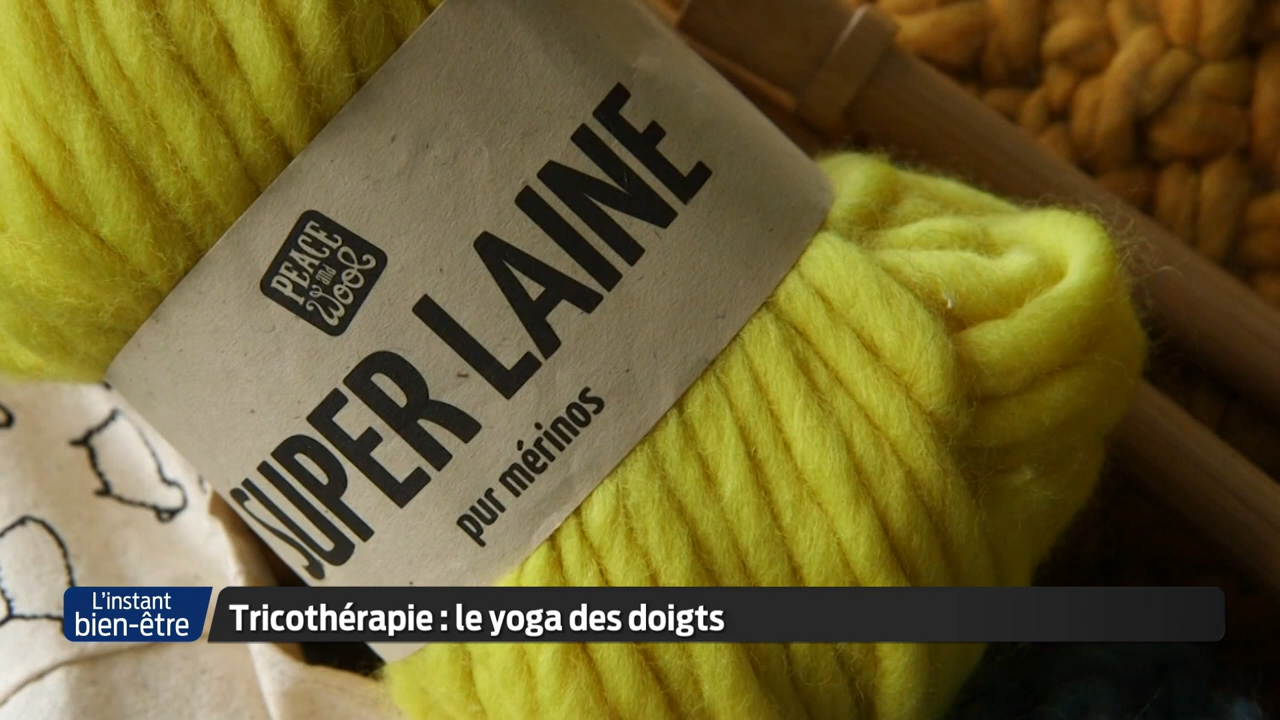 PEACE
and
Wool
SUPER LAINE
pur mérinos
L'instant
bien-être
Tricothérapie : le yoga des doigts